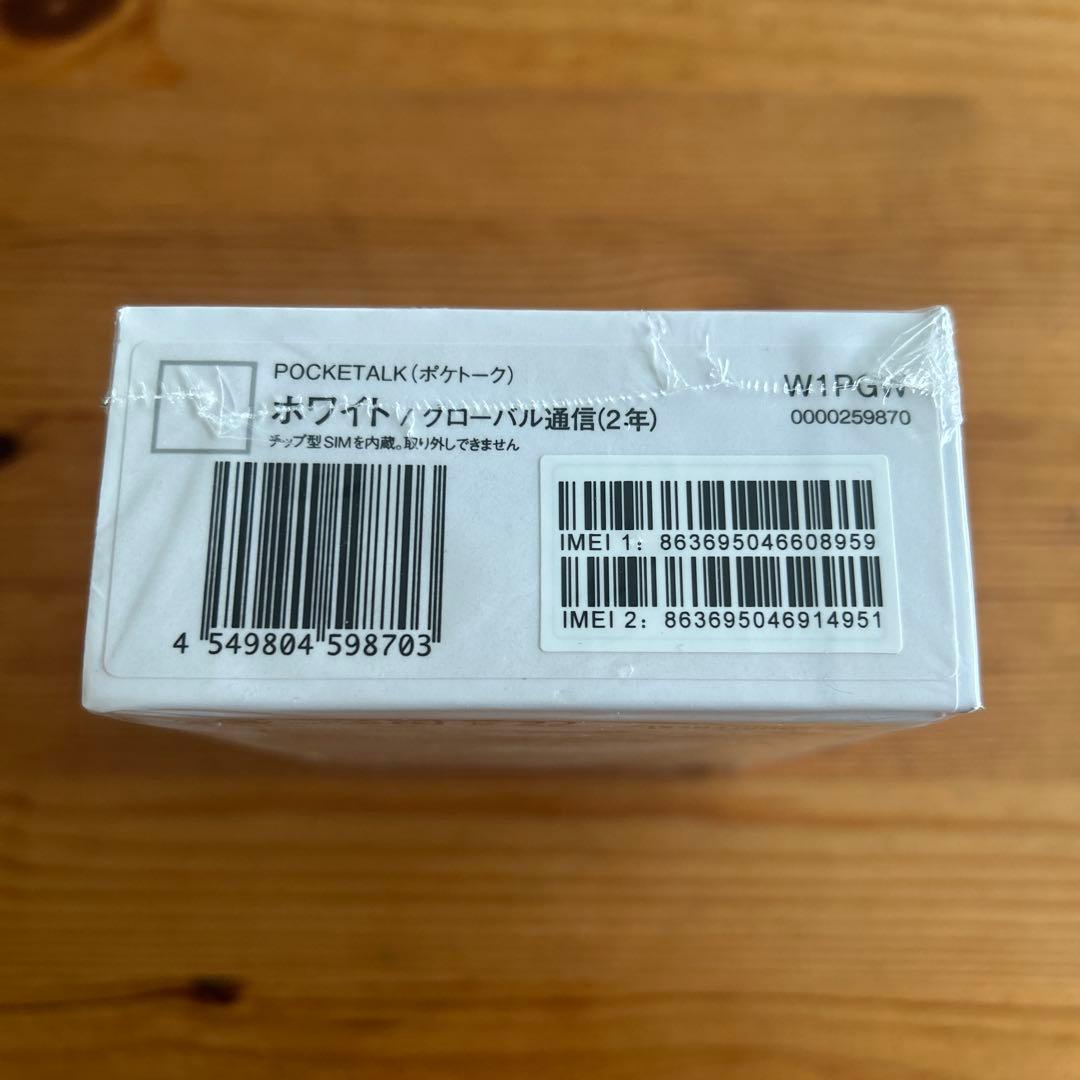 POCKETALK(ポケトーク)
ホワイト / グローバル通信(2年)
チップ型SIMを内蔵。取り外しできません
W1PGW
0000259870
4 549804 598703
IMEI 1: 863695046608959
IMEI 2: 863695046914951